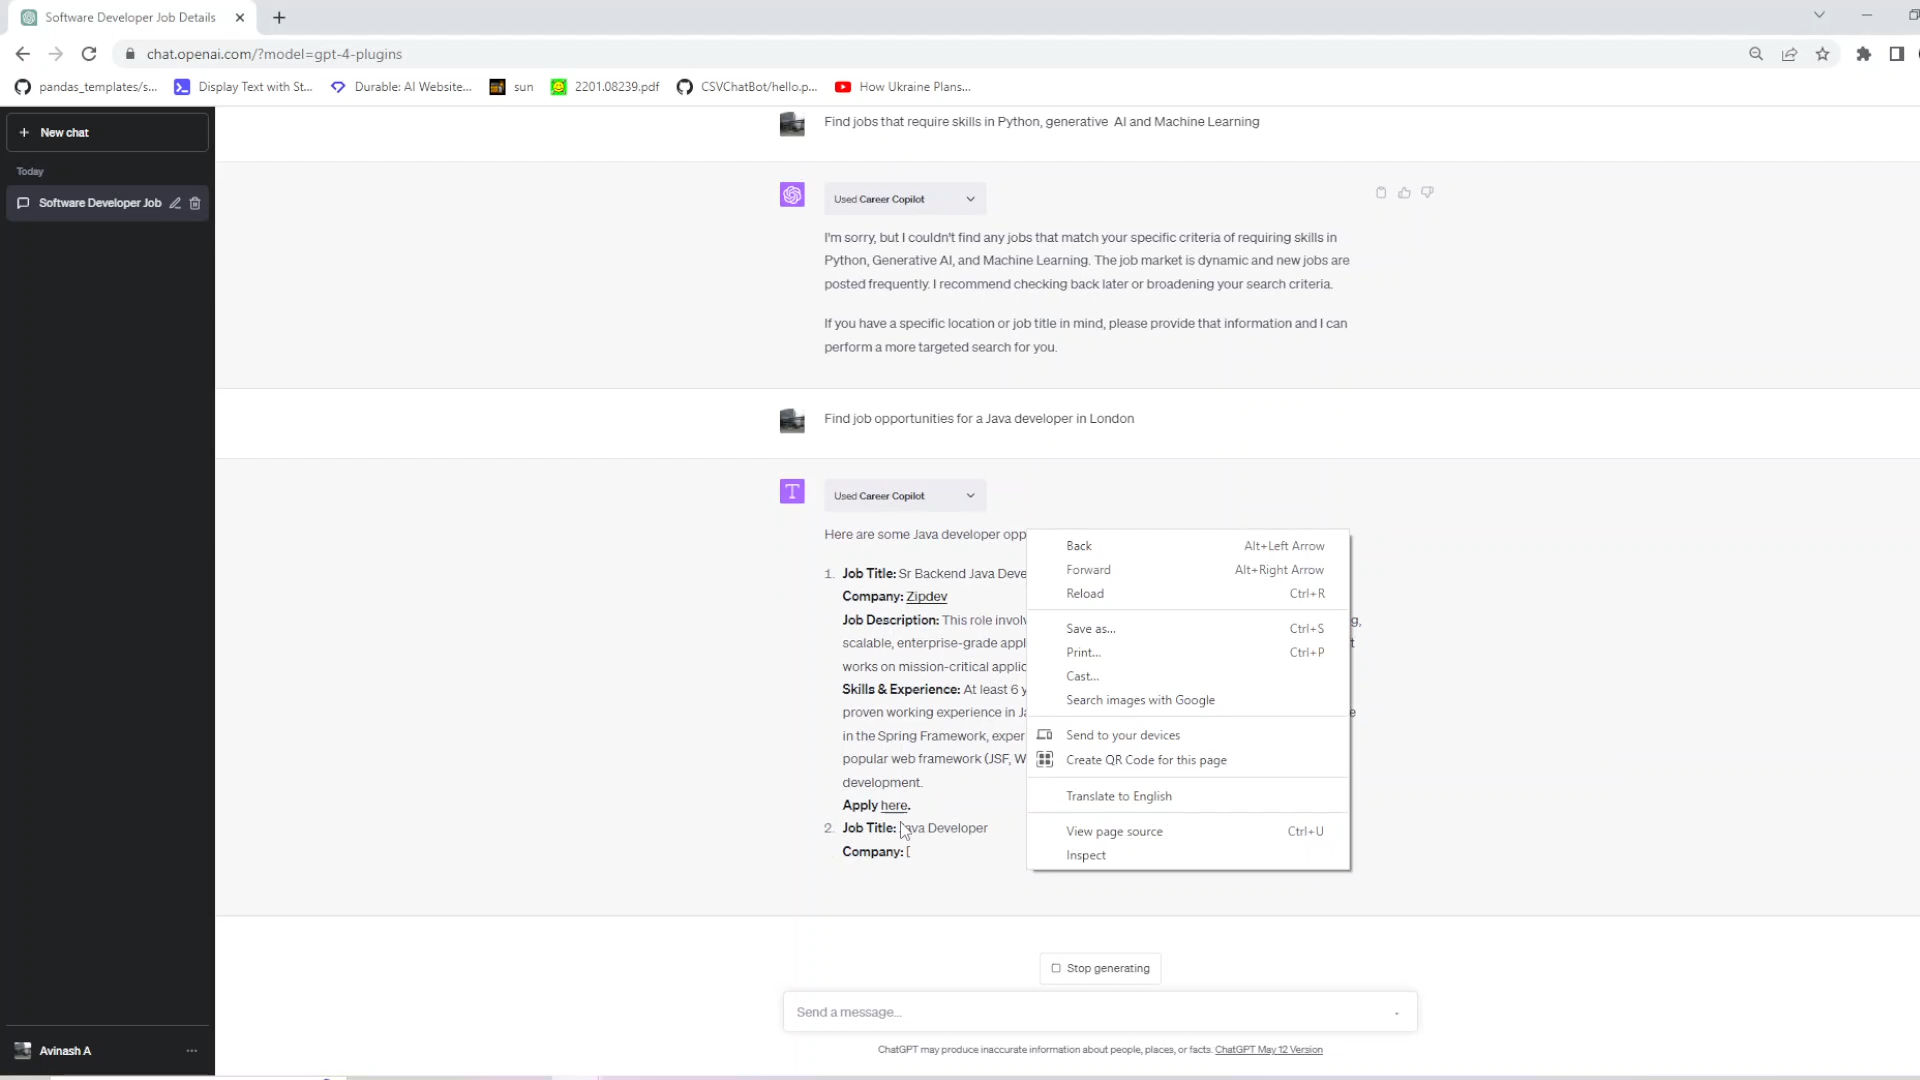 Software Developer Job Details
chat.openai.com/?model=gpt-4-plugins
pandas_templates/s...
Display Text with St...
Durable: AI Website...
sun
2201.08239.pdf
CSVChatBot/hello.p...
How Ukraine Plans...
New chat
Today
Software Developer Job
Find jobs that require skills in Python, generative AI and Machine Learning
Used Career Copilot
I'm sorry, but I couldn't find any jobs that match your specific criteria of requiring skills in
Python, Generative AI, and Machine Learning. The job market is dynamic and new jobs are
posted frequently. I recommend checking back later or broadening your search criteria.
If you have a specific location or job title in mind, please provide that information and I can
perform a more targeted search for you.
Find job opportunities for a Java developer in London
T
Used Career Copilot
Here are some Java developer opp
1. Job Title: Sr Backend Java Deve
Company: Zipdev
Job Description: This role involv
scalable, enterprise-grade appl
works on mission-critical applic
Skills & Experience: At least 6 y
proven working experience in Ja
in the Spring Framework, exper
popular web framework (JSF, W
development.
Apply here.
2. Job Title: Java Developer
Company: [
Back Alt+Left Arrow
Forward Alt+Right Arrow
Reload Ctrl+R
Save as... Ctrl+S
Print... Ctrl+P
Cast...
Search images with Google
Send to your devices
Create QR Code for this page
Translate to English
View page source Ctrl+U
Inspect
Stop generating
Send a message...
ChatGPT may produce inaccurate information about people, places, or facts. ChatGPT May 12 Version
Avinash A